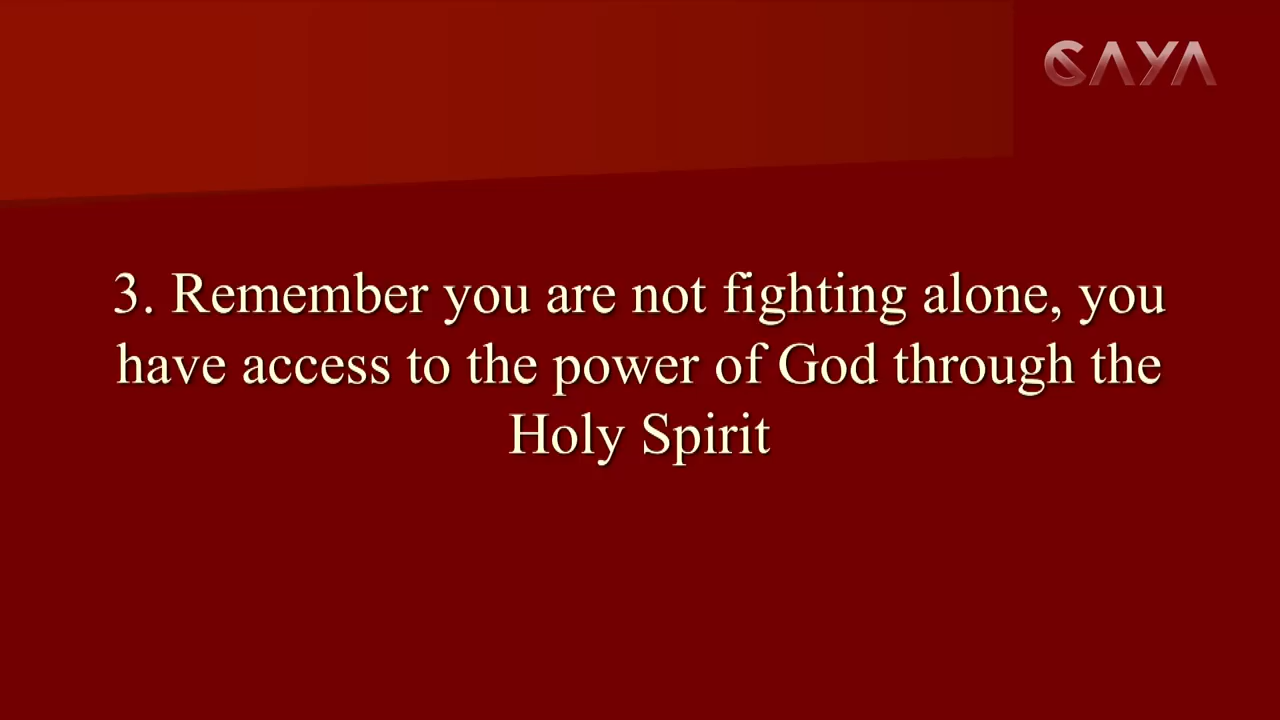 GAYA
3. Remember you are not fighting alone, you
have access to the power of God through the
Holy Spirit